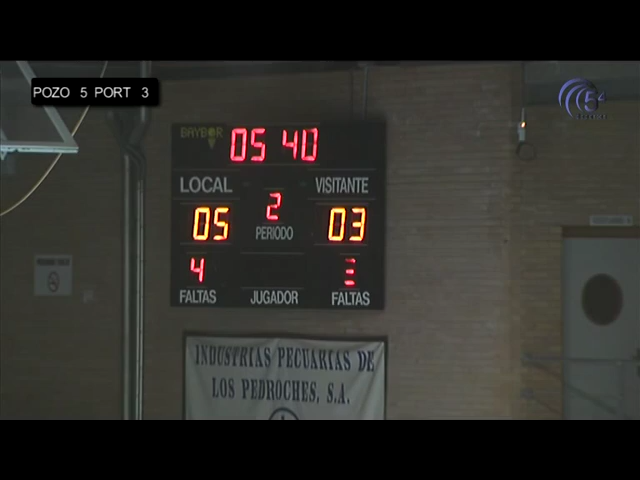 POZO 5 PORT 3
54
BAYBOR
05 40
LOCAL
VISITANTE
2
05
03
PERIODO
4
FALTAS
JUGADOR
FALTAS
INDUSTRIAS PECUARIAS DE
LOS PEDROCHES, S.A.